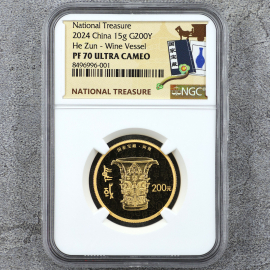 National Treasure
2024 China 15g G200Y
He Zun - Wine Vessel
PF 70 ULTRA CAMEO
8496996-001
NATIONAL TREASURE
NGC
200元